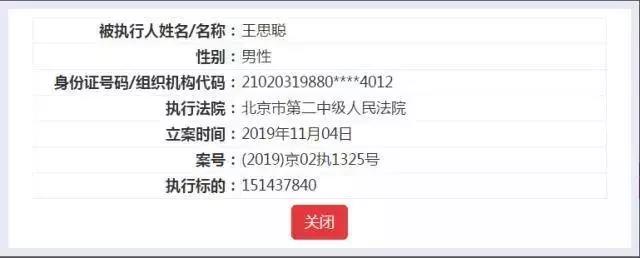 被执行人姓名/名称：王思聪
性别：男性
身份证号码/组织机构代码：21020319880****4012
执行法院：北京市第二中级人民法院
立案时间：2019年11月04日
案号：(2019)京02执1325号
执行标的：151437840
关闭